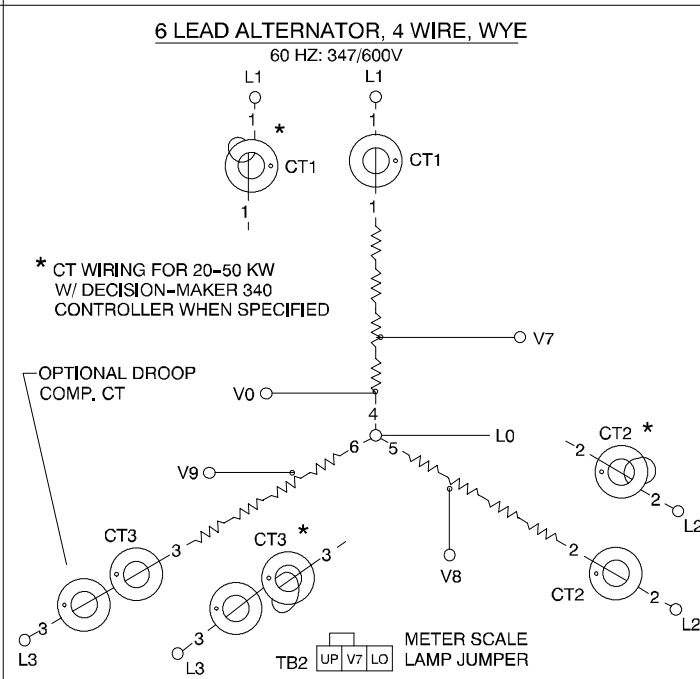 6 LEAD ALTERNATOR, 4 WIRE, WYE
60 HZ: 347/600V
L1
L1
1
*
1
CT1
CT1
1
1
* CT WIRING FOR 20-50 KW
W/ DECISION-MAKER 340
CONTROLLER WHEN SPECIFIED
V7
OPTIONAL DROOP
COMP. CT
V0
4
L0
6
5
CT2 *
2
2
L2
V9
V8
CT3
3
3
L3
CT3 *
3
3
L3
2
CT2
2
L2
TB2
UP V7 LO
METER SCALE
LAMP JUMPER